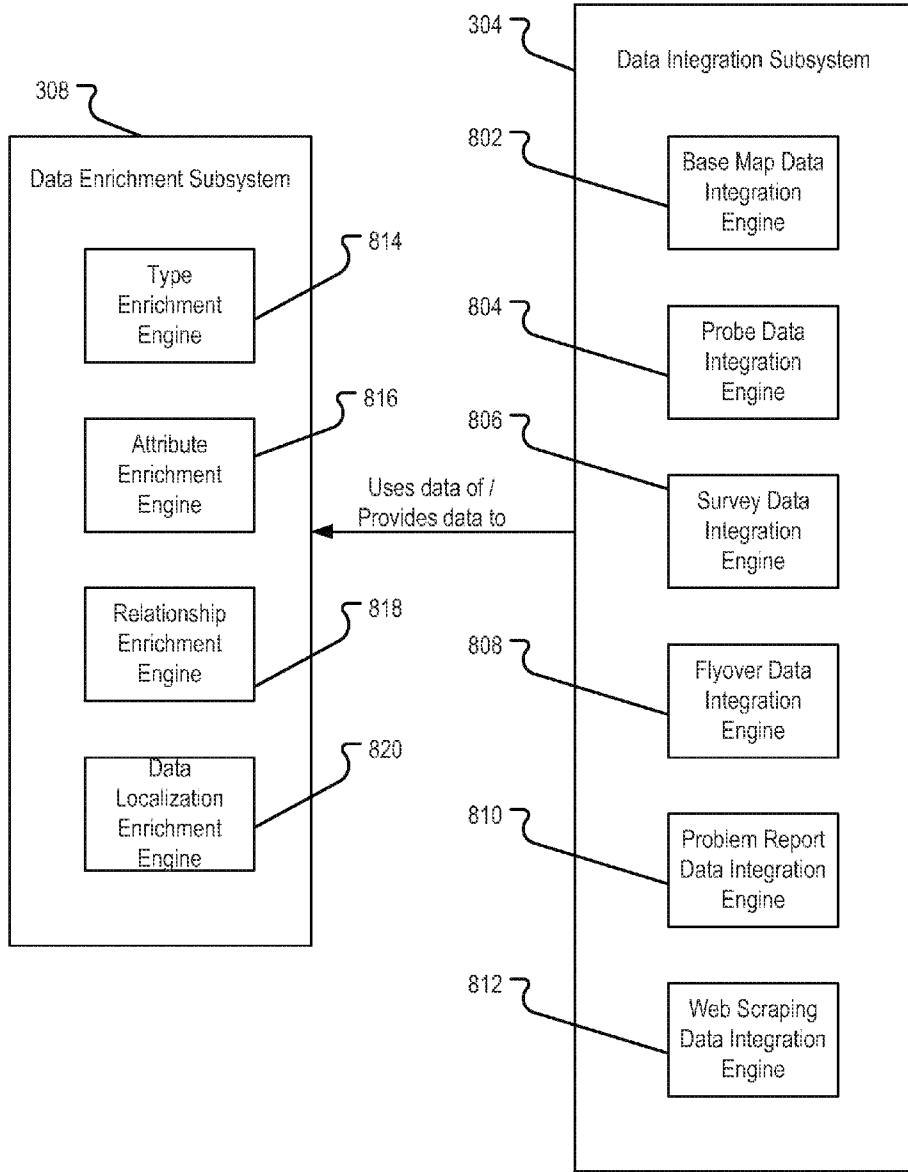 308
Data Enrichment Subsystem
Type
Enrichment
Engine
814
Attribute
Enrichment
Engine
816
Relationship
Enrichment
Engine
818
Data
Localization
Enrichment
Engine
820
Uses data of /
Provides data to
304
Data Integration Subsystem
802
Base Map Data
Integration
Engine
804
Probe Data
Integration
Engine
806
Survey Data
Integration
Engine
808
Flyover Data
Integration
Engine
810
Problem Report
Data Integration
Engine
812
Web Scraping
Data Integration
Engine